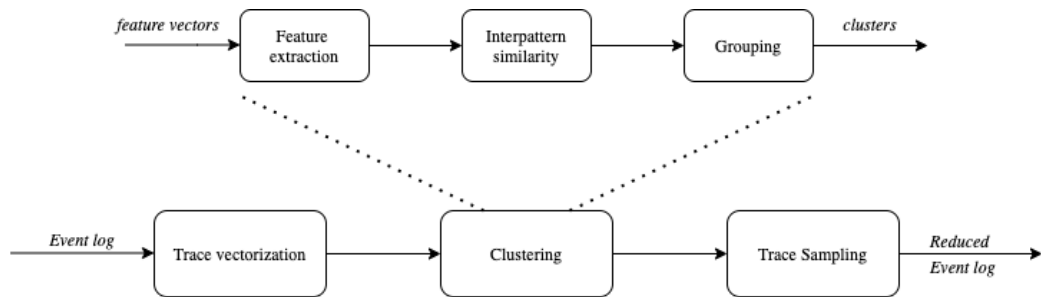 feature vectors
Feature
extraction
Interpattern
similarity
Grouping
clusters
Event log
Trace vectorization
Clustering
Trace Sampling
Reduced
Event log